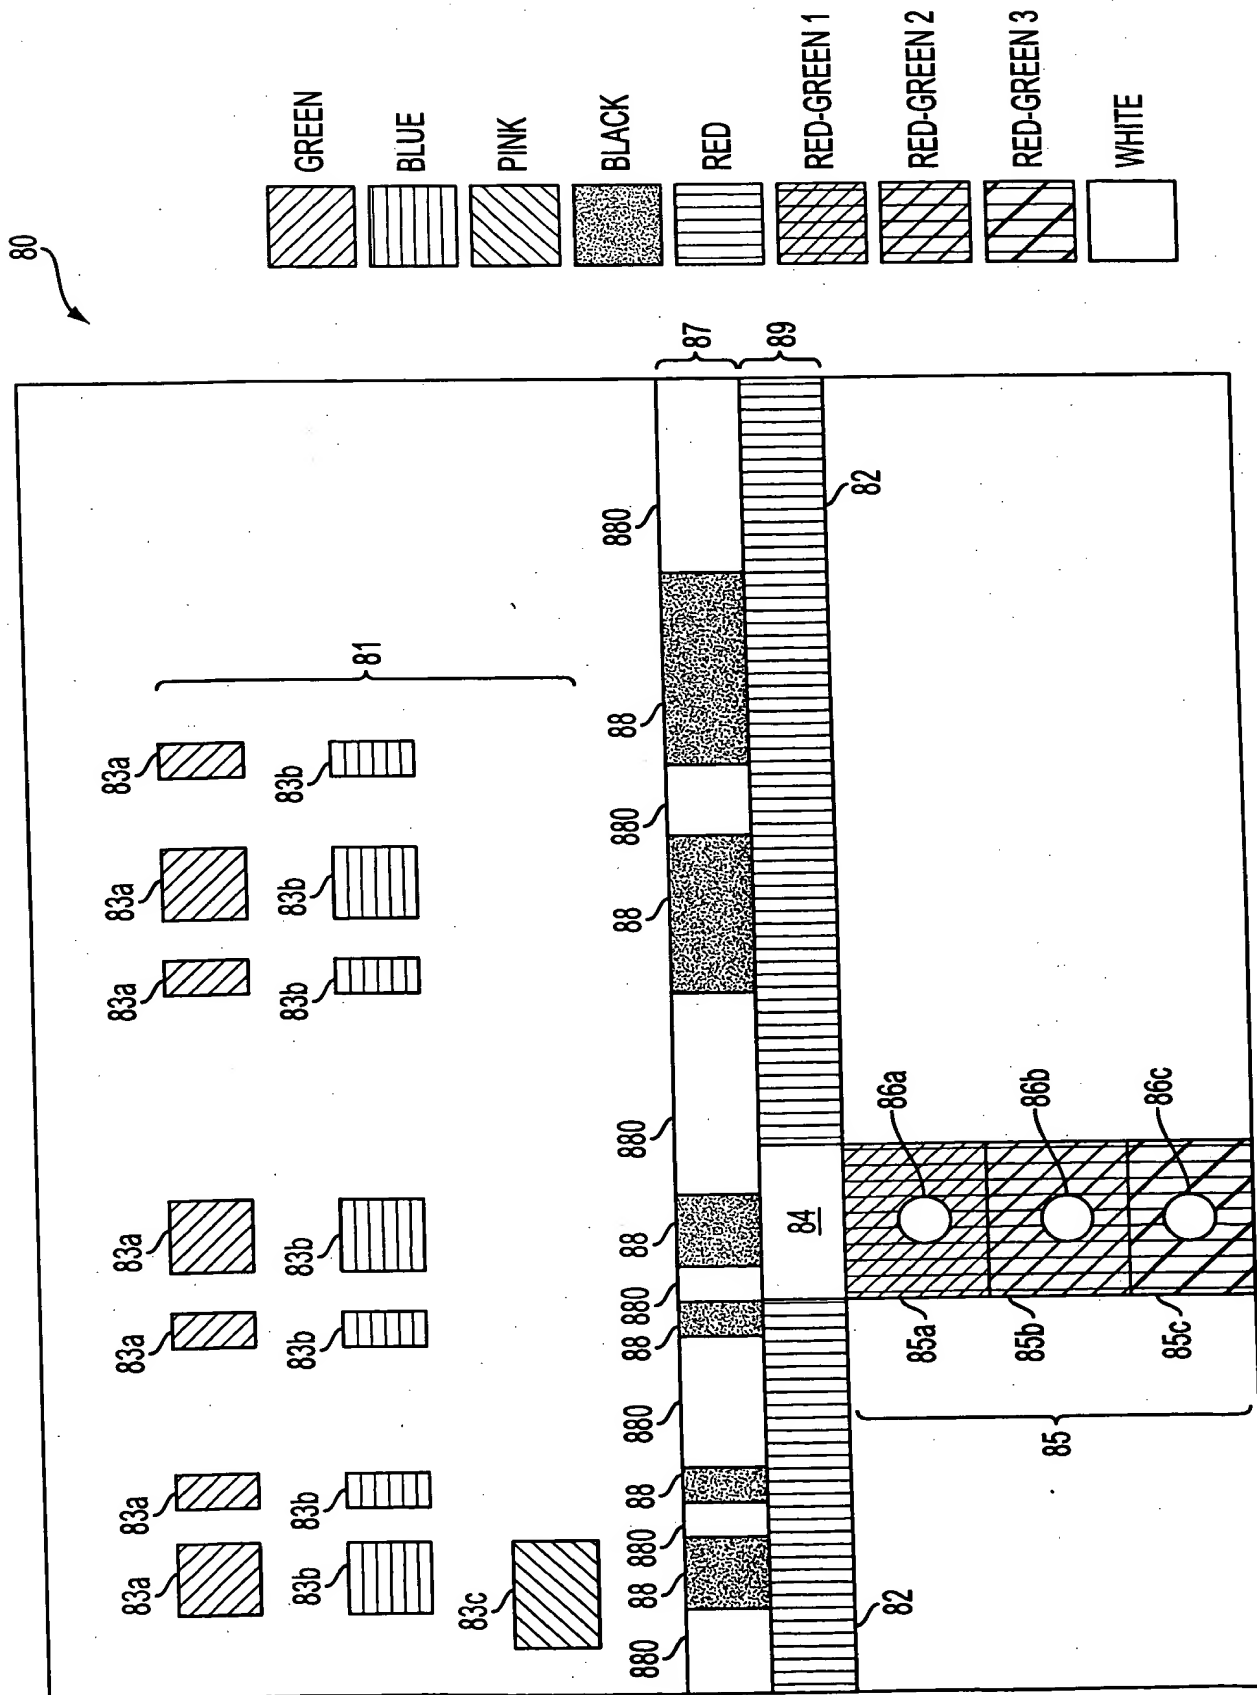 80
83a 83a 83a 83a 83a 83a 83a
83b 83b 83b 83b 83b 83b 83b
81
83c
880 88 880 88 880 88 880 88 880 88 880 88 880
87
89
84
82
82
85a
86a
85b
86b
85c
86c
85
GREEN
BLUE
PINK
BLACK
RED
RED-GREEN 1
RED-GREEN 2
RED-GREEN 3
WHITE